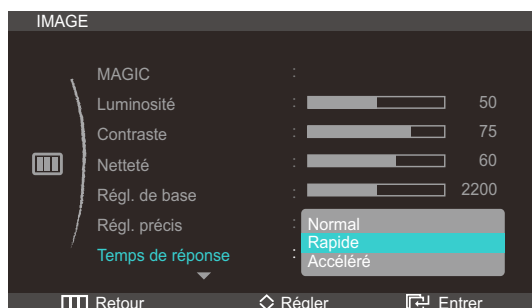 IMAGE
MAGIC :
Luminosité : 50
Contraste : 75
Netteté : 60
Régl. de base : 2200
Régl. précis : Normal
Rapide
Temps de réponse : Accéléré
Retour Régler Entrer